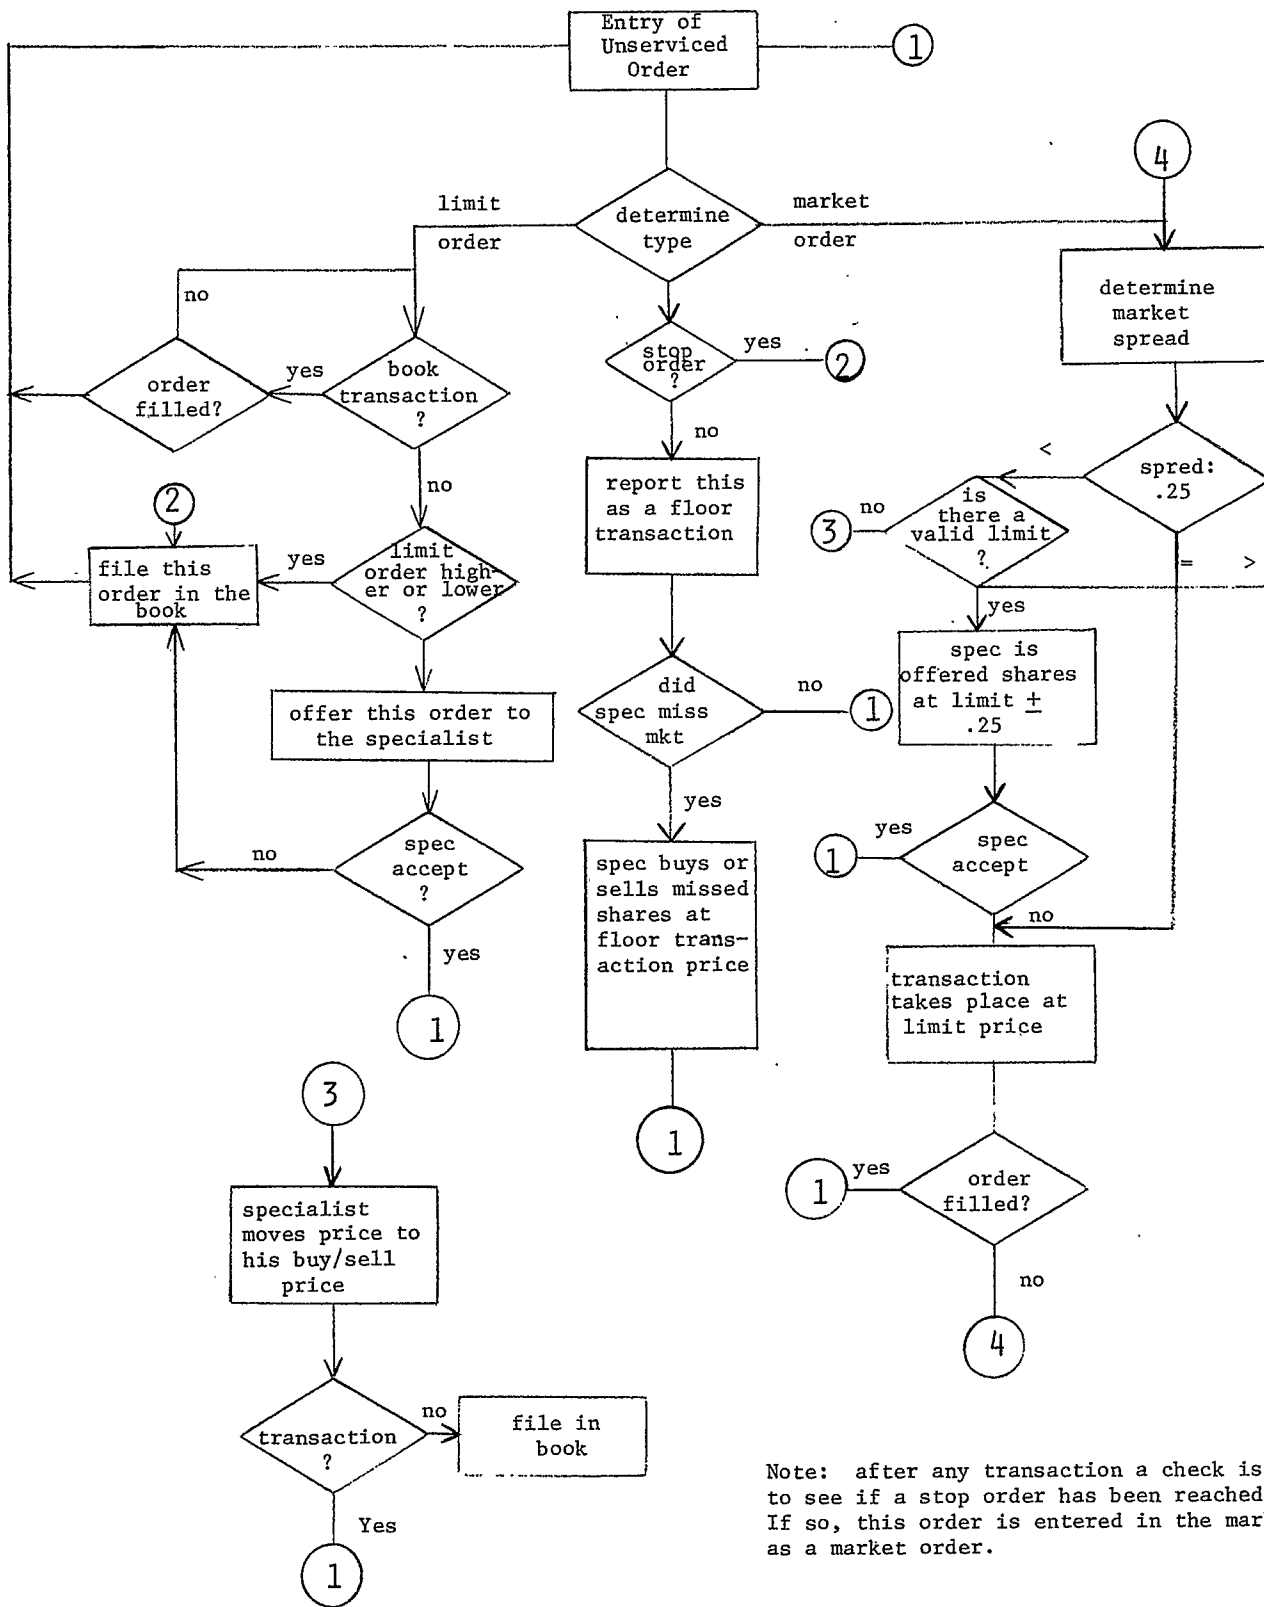 Entry of
Unserviced
Order
1
4
limit
order
determine
type
market
order
determine
market
spread
no
order
filled?
yes
book
transaction
?
stop
order
?
yes
2
no
no
<
spred:
.25
= >
2
file this
order in the
book
yes
limit
order high-
er or lower
?
report this
as a floor
transaction
3
no
is
there a
valid limit
?
yes
spec is
offered shares
at limit ±
.25
offer this order to
the specialist
did
spec miss
mkt
no
1
yes
no
spec
accept
?
yes
1
spec buys or
sells missed
shares at
floor trans-
action price
1
1
yes
spec
accept
no
transaction
takes place at
limit price
1
yes
order
filled?
no
4
3
specialist
moves price to
his buy/sell
price
transaction
?
no
file in
book
Yes
1
Note: after any transaction a check is
to see if a stop order has been reached
If so, this order is entered in the mar
as a market order.